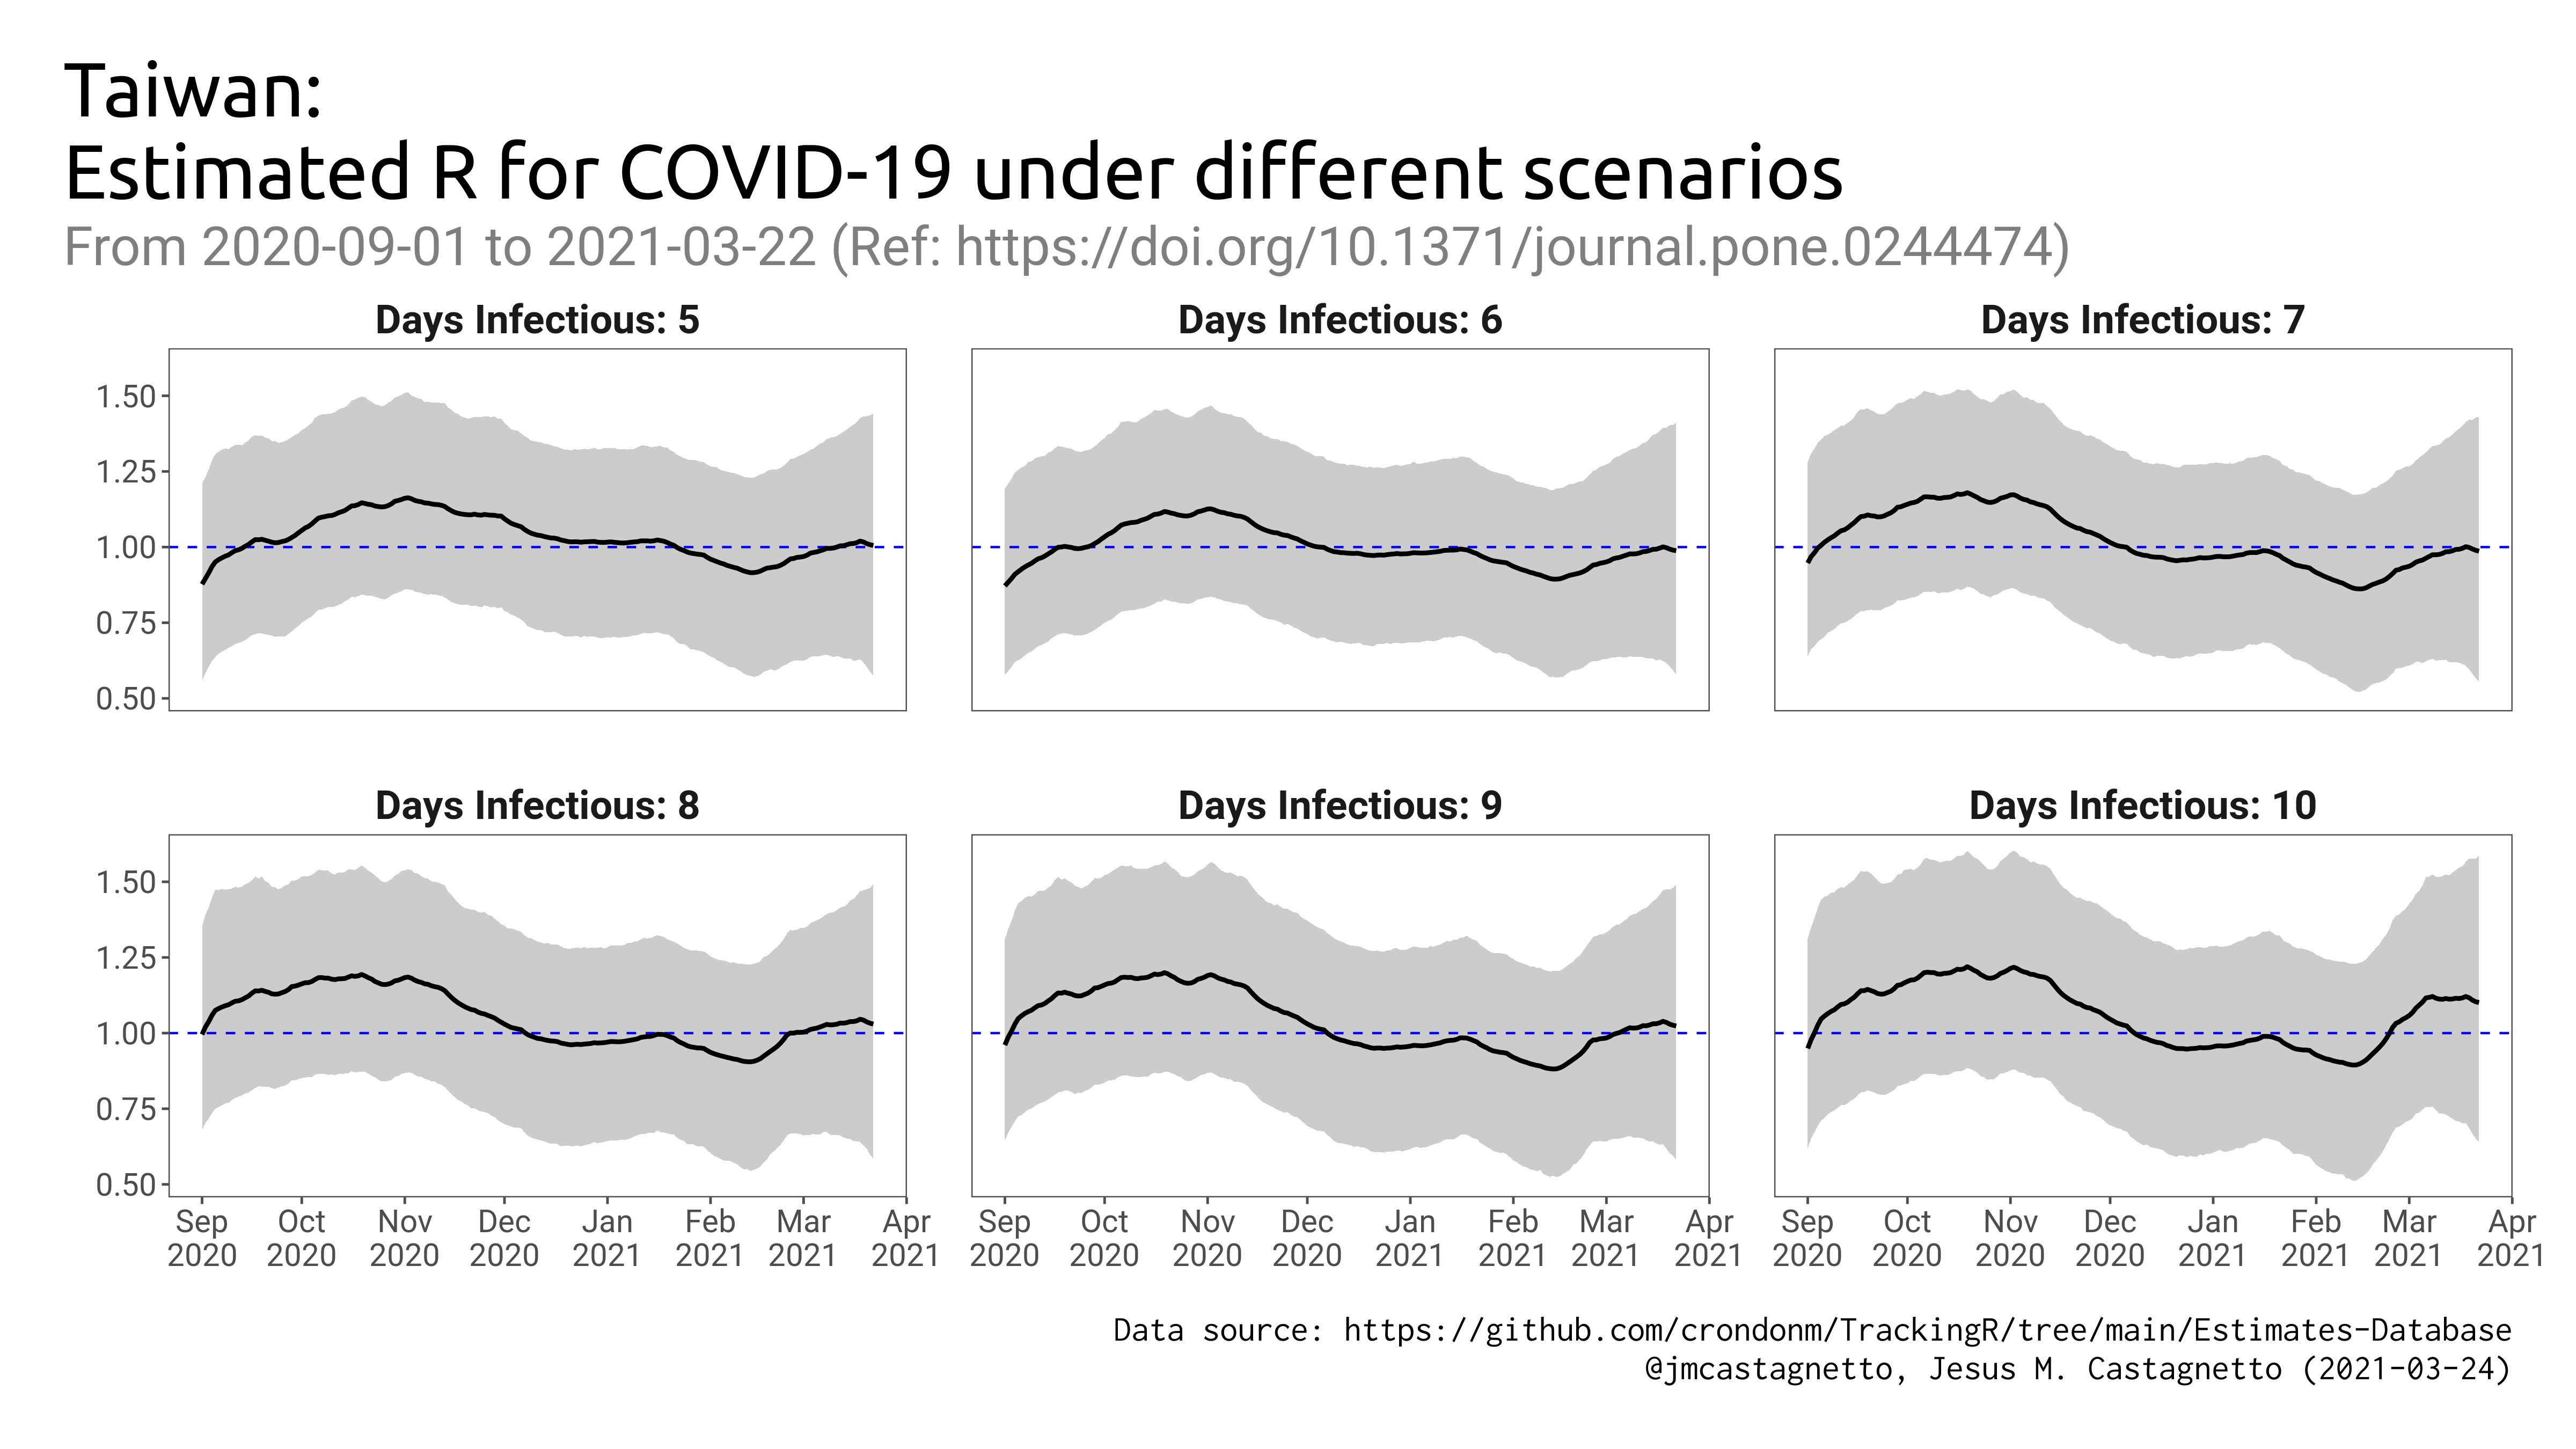 Taiwan:
Estimated R for COVID-19 under different scenarios
From 2020-09-01 to 2021-03-22 (Ref: https://doi.org/10.1371/journal.pone.0244474)
Days Infectious: 5
Days Infectious: 6
Days Infectious: 7
1.50
1.25
1.00
0.75
0.50
Days Infectious: 8
Days Infectious: 9
Days Infectious: 10
1.50
1.25
1.00
0.75
0.50
Sep Oct Nov Dec Jan Feb Mar Apr
2020 2020 2020 2020 2021 2021 2021 2021
Sep Oct Nov Dec Jan Feb Mar Apr
2020 2020 2020 2020 2021 2021 2021 2021
Sep Oct Nov Dec Jan Feb Mar Apr
2020 2020 2020 2020 2021 2021 2021 2021
Data source: https://github.com/crondonm/TrackingR/tree/main/Estimates-Database
@jmcastagnetto, Jesus M. Castagnetto (2021-03-24)